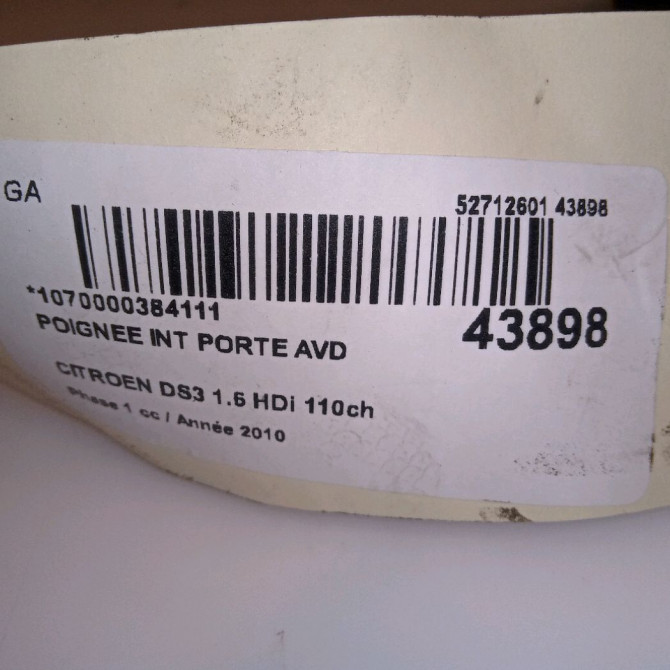 GA
52712601 43898
*1070000384111
43898
POIGNEE INT PORTE AVD
CITROEN DS3 1.6 HDi 110ch
Phase 1 cc / Année 2010